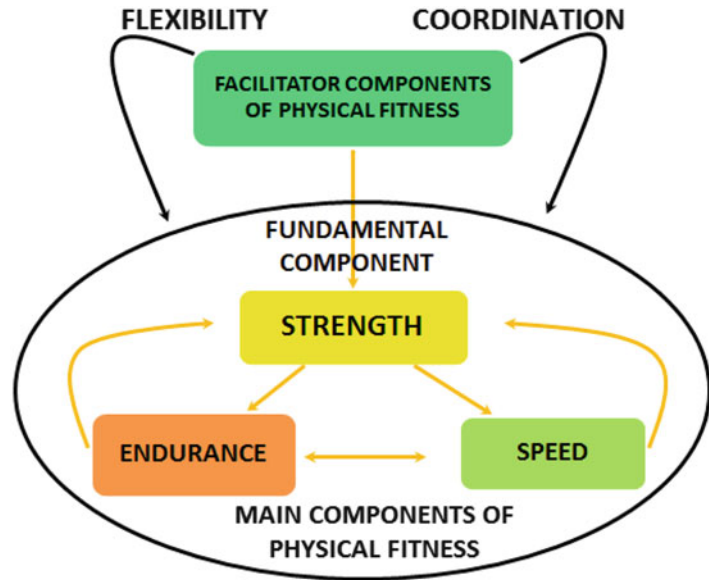 FLEXIBILITY
COORDINATION
FACILITATOR COMPONENTS
OF PHYSICAL FITNESS
FUNDAMENTAL
COMPONENT
STRENGTH
ENDURANCE
SPEED
MAIN COMPONENTS OF
PHYSICAL FITNESS